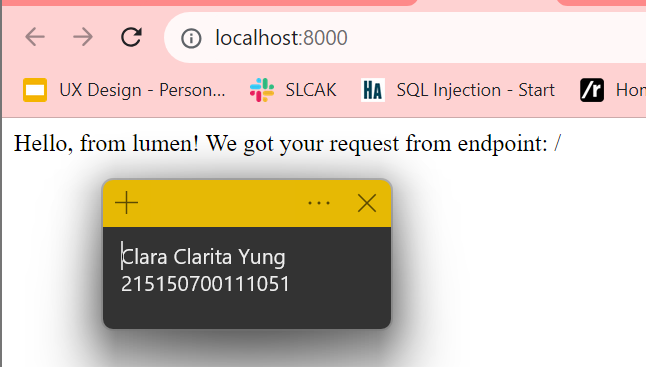 localhost:8000
UX Design - Person... SLCAK HA SQL Injection - Start /r Hom
Hello, from lumen! We got your request from endpoint: /
Clara Clarita Yung
215150700111051